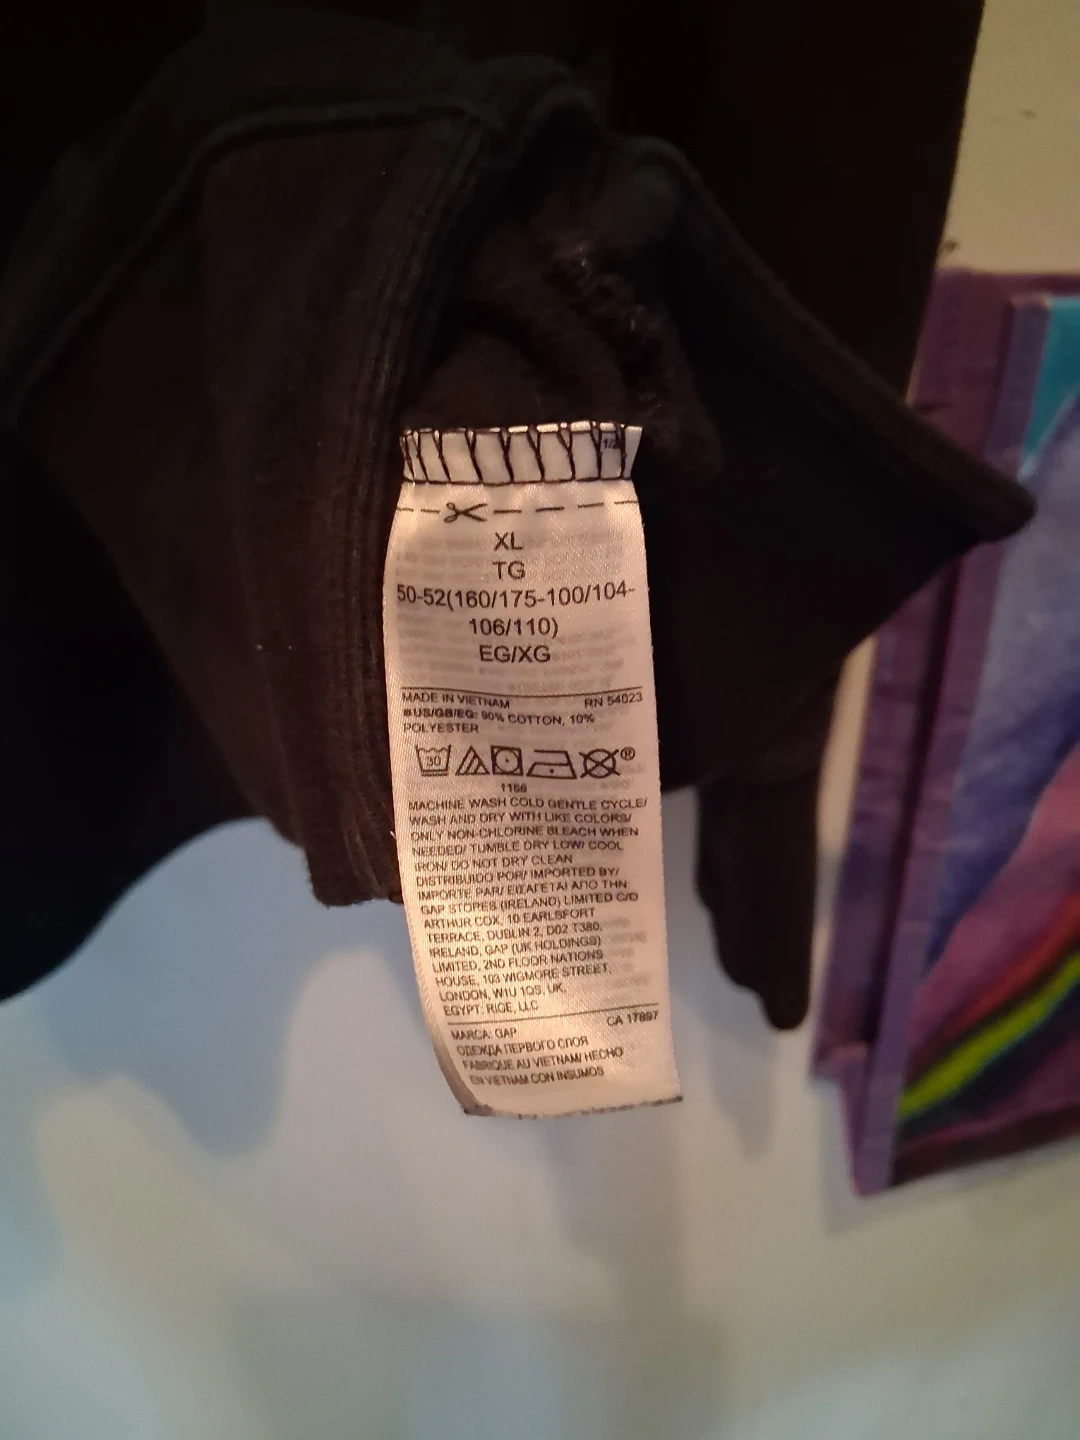 1/2
XL
TG
50-52(160/175-100/104-
106/110)
EG/XG
MADE IN VIETNAM RN 54023
US/GB/EG: 90% COTTON, 10%
POLYESTER
30
®
1166
MACHINE WASH COLD GENTLE CYCLE/
WASH AND DRY WITH LIKE COLORS/
ONLY NON-CHLORINE BLEACH WHEN
NEEDED/ TUMBLE DRY LOW/ COOL
IRON/ DO NOT DRY CLEAN
DISTRIBUIDO POR/ IMPORTED BY/
IMPORTE PAR/ ΕΙΣΑΓΕΤΑΙ ΑΠΟ ΤΗΝ
GAP STORES (IRELAND) LIMITED C/O
ARTHUR COX, 10 EARLSFORT
TERRACE, DUBLIN 2, D02 T380,
IRELAND, GAP (UK HOLDINGS)
LIMITED, 2ND FLOOR NATIONS
HOUSE, 103 WIGMORE STREET,
LONDON, W1U 1QS, UK,
EGYPT: RIGE, LLC
CA 17897
MARCA: GAP
ОДЕЖДА ПЕРВОГО СЛОЯ
FABRIQUE AU VIETNAM/ HECHO
EN VIETNAM CON INSUMOS